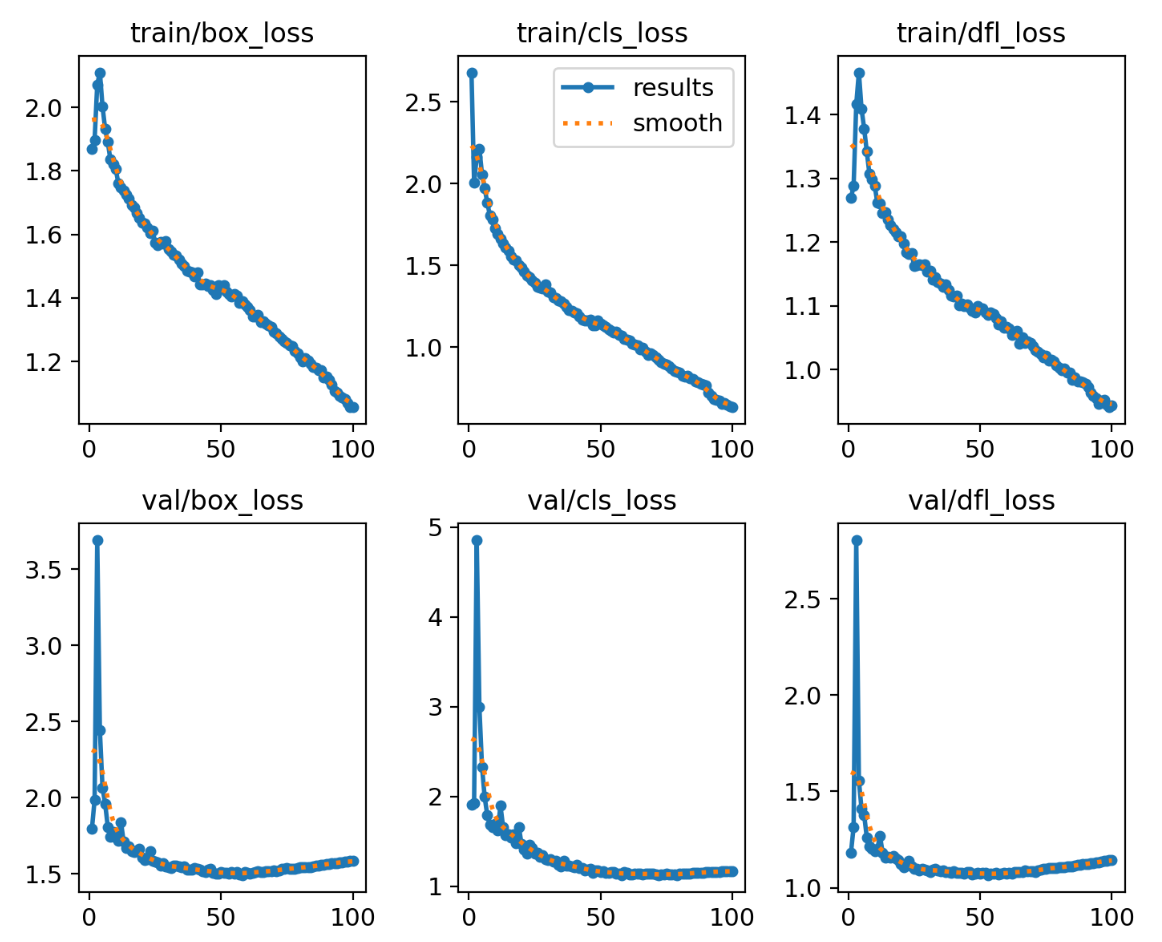 train/box_loss train/cls_loss train/dfl_loss
2.0
1.8
1.6
1.4
1.2
0 50 100
2.5
2.0
1.5
1.0
0 50 100
results
smooth
1.4
1.3
1.2
1.1
1.0
0 50 100
val/box_loss val/cls_loss val/dfl_loss
3.5
3.0
2.5
2.0
1.5
0 50 100
5
4
3
2
1
0 50 100
2.5
2.0
1.5
1.0
0 50 100